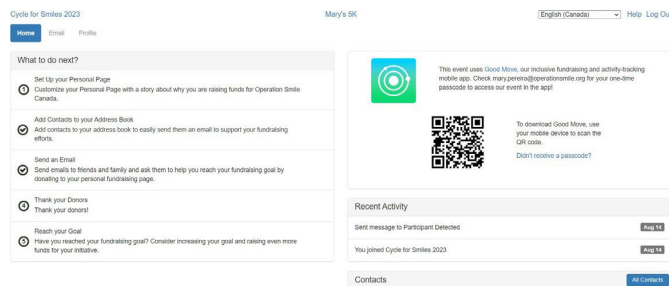 Cycle for Smiles 2023
Mary's 5K
English (Canada)
Help Log Ou
Home Email Profile
What to do next?
1
Set Up your Personal Page
Customize your Personal Page with a story about why you are raising funds for Operation Smile
Canada.
Add Contacts to your Address Book
Add contacts to your address book to easily send them an email to support your fundraising
efforts.
Send an Email
Send emails to friends and family and ask them to help you reach your fundraising goal by
donating to your personal fundraising page.
4
Thank your Donors
Thank your donors!
5
Reach your Goal
Have you reached your fundraising goal? Consider increasing your goal and raising even more
funds for your initiative.
This event uses Good Move, our inclusive fundraising and activity-tracking
mobile app. Check mary.pereira@operationsmile.org for your one-time
passcode to access our event in the app!
To download Good Move, use
your mobile device to scan the
QR code.
Didn't receive a passcode?
Recent Activity
Sent message to Participant Detected Aug 14
You joined Cycle for Smiles 2023 Aug 14
Contacts
All Contacts